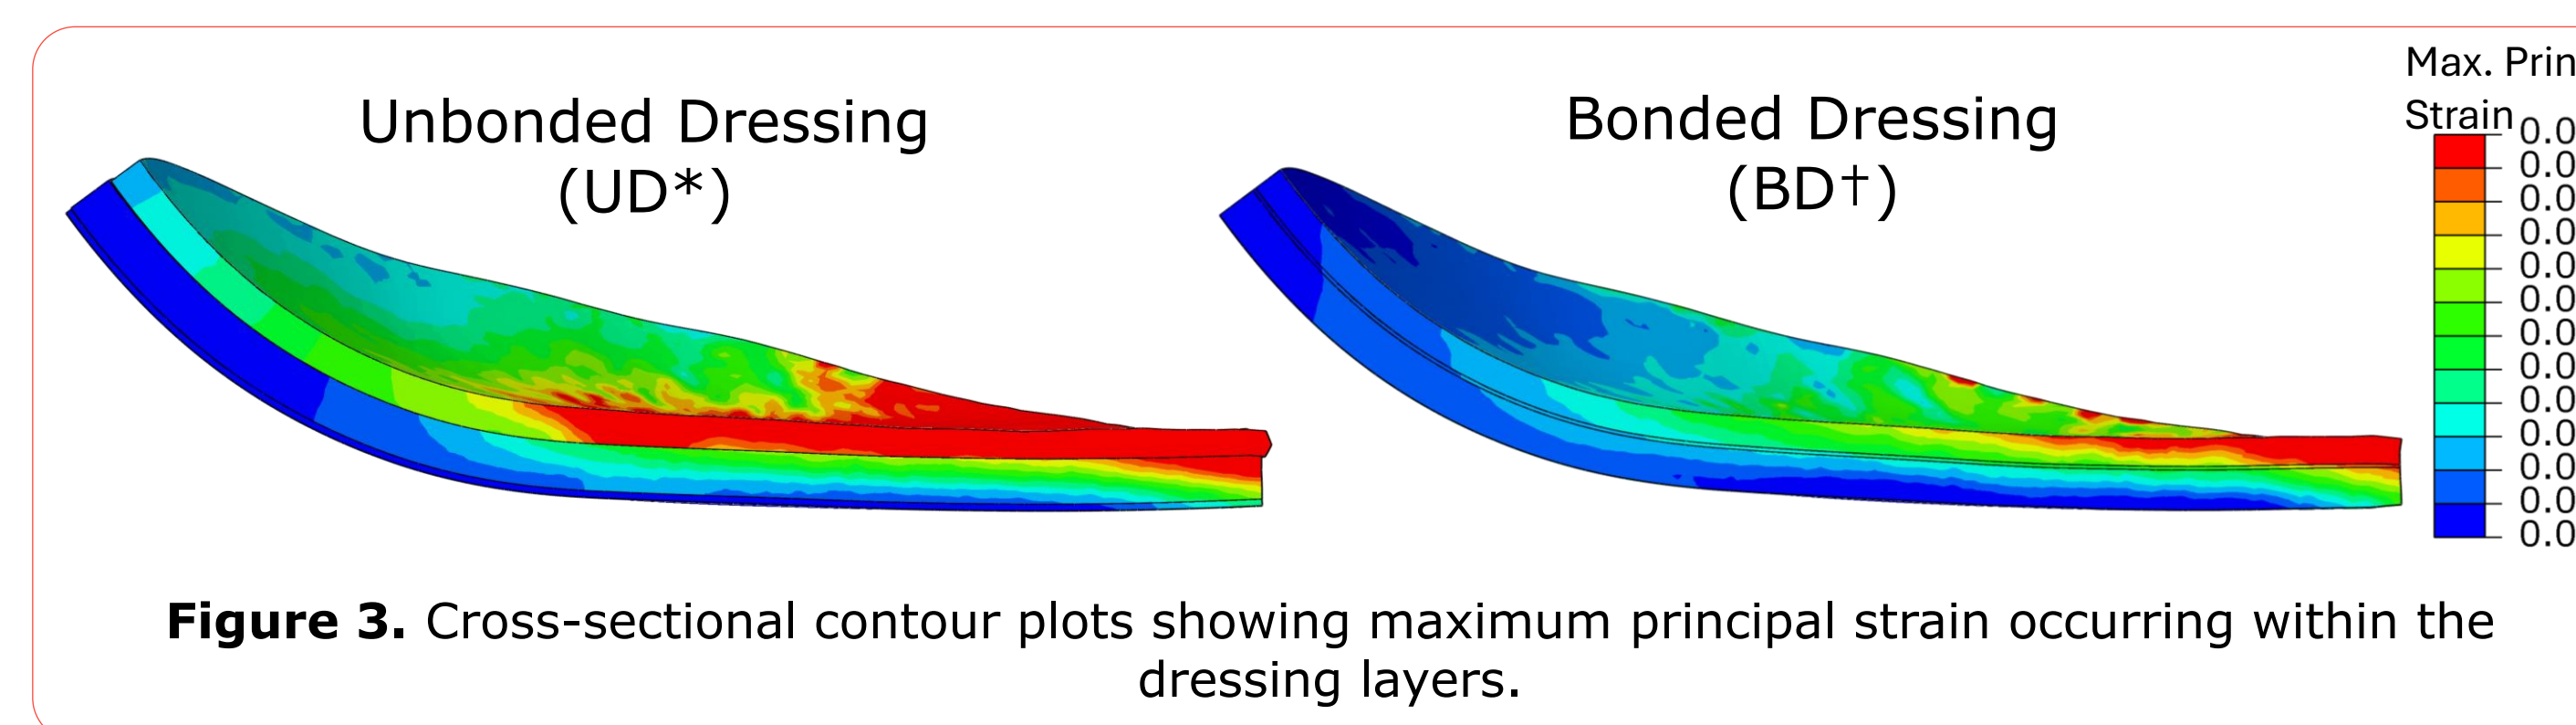 Unbonded Dressing
(UD*)
Bonded Dressing
(BD†)
Max. Prin
Strain
0.0
0.0
0.0
0.0
0.0
0.0
0.0
0.0
0.0
0.0
0.0
0.0
0.0
Figure 3. Cross-sectional contour plots showing maximum principal strain occurring within the
dressing layers.